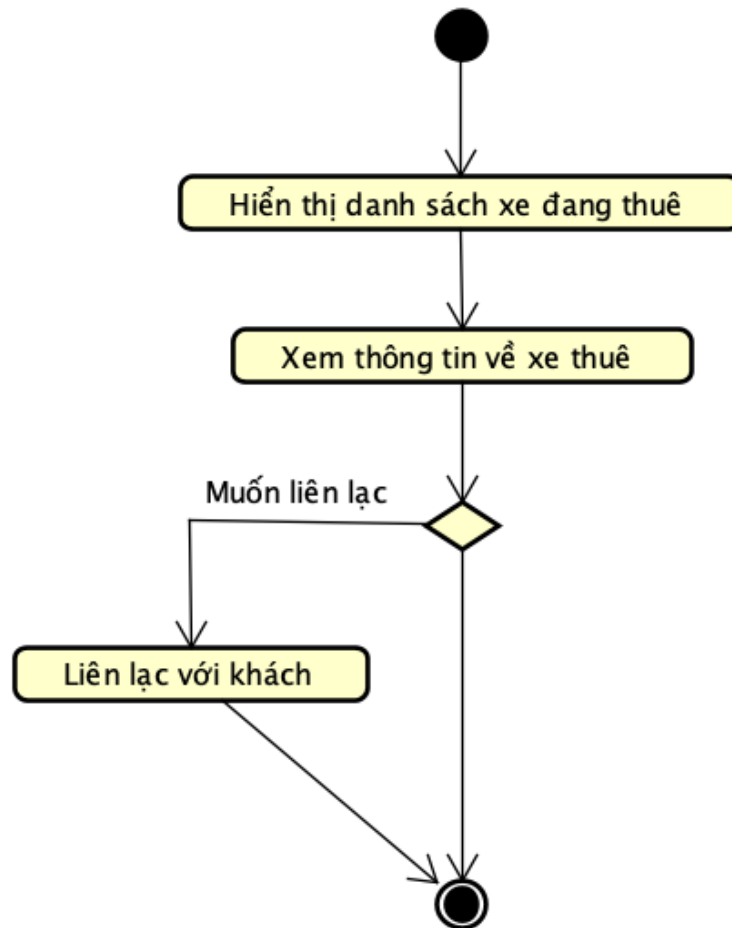 Hiển thị danh sách xe đang thuê
Xem thông tin về xe thuê
Muốn liên lạc
Liên lạc với khách